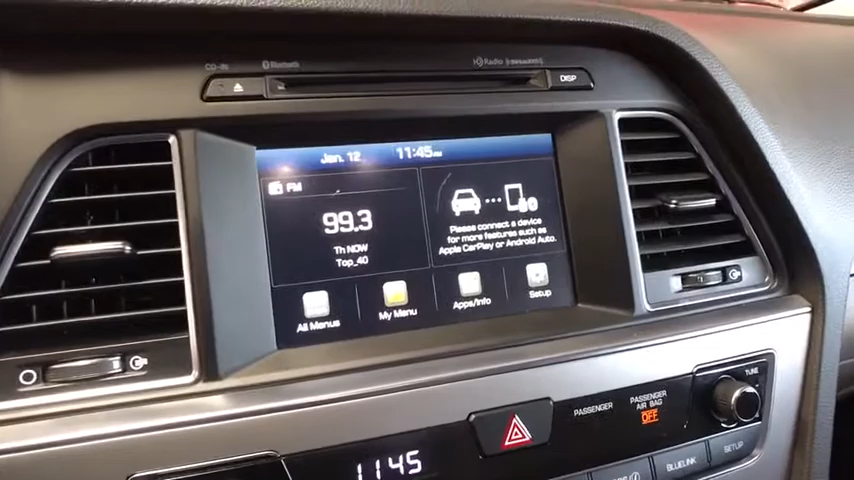 CD-IN
Bluetooth
HD Radio
((SiriusXM))
DISP
Jan. 12 11:45 AM
FM
99.3
Th NOW
Top_40
Please connect a device
for more features such as
Apple CarPlay or Android Auto.
All Menus
My Menu
Apps/Info
Setup
TUNE
PASSENGER
PASSENGER
AIR BAG
OFF
11:45
BLUELINK
SETUP